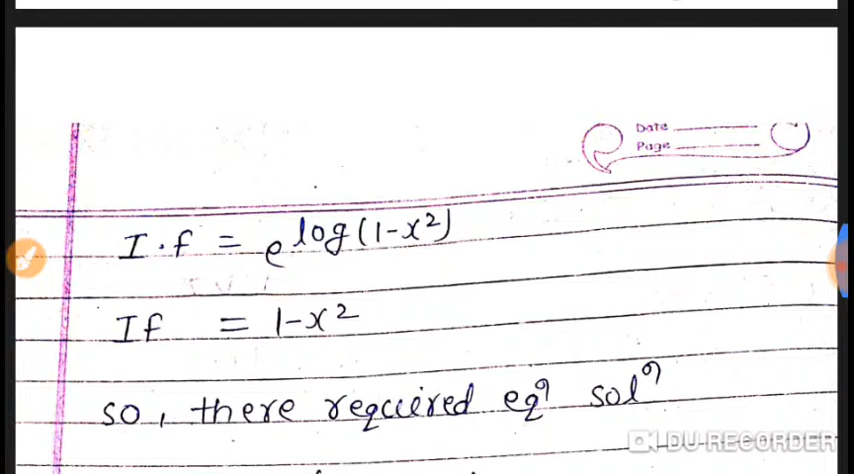 Date
Page
I.f = e^log(1-x²)
If = 1-x²
so, there required eqn soln
DU RECORDER